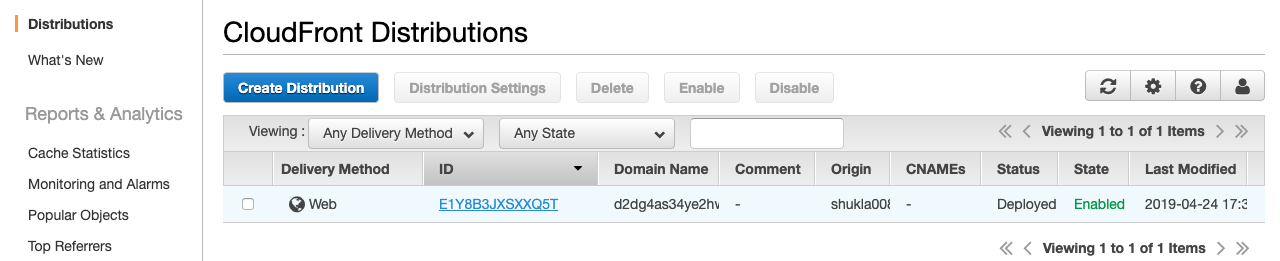 Distributions
What's New
Reports & Analytics
Cache Statistics
Monitoring and Alarms
Popular Objects
Top Referrers
CloudFront Distributions
Create Distribution Distribution Settings Delete Enable Disable
Viewing : Any Delivery Method Any State Viewing 1 to 1 of 1 Items
Delivery Method ID Domain Name Comment Origin CNAMEs Status State Last Modified
Web E1Y8B3JXSXXQ5T d2dg4as34ye2hv - shukla008 - Deployed Enabled 2019-04-24 17:3
Viewing 1 to 1 of 1 Items